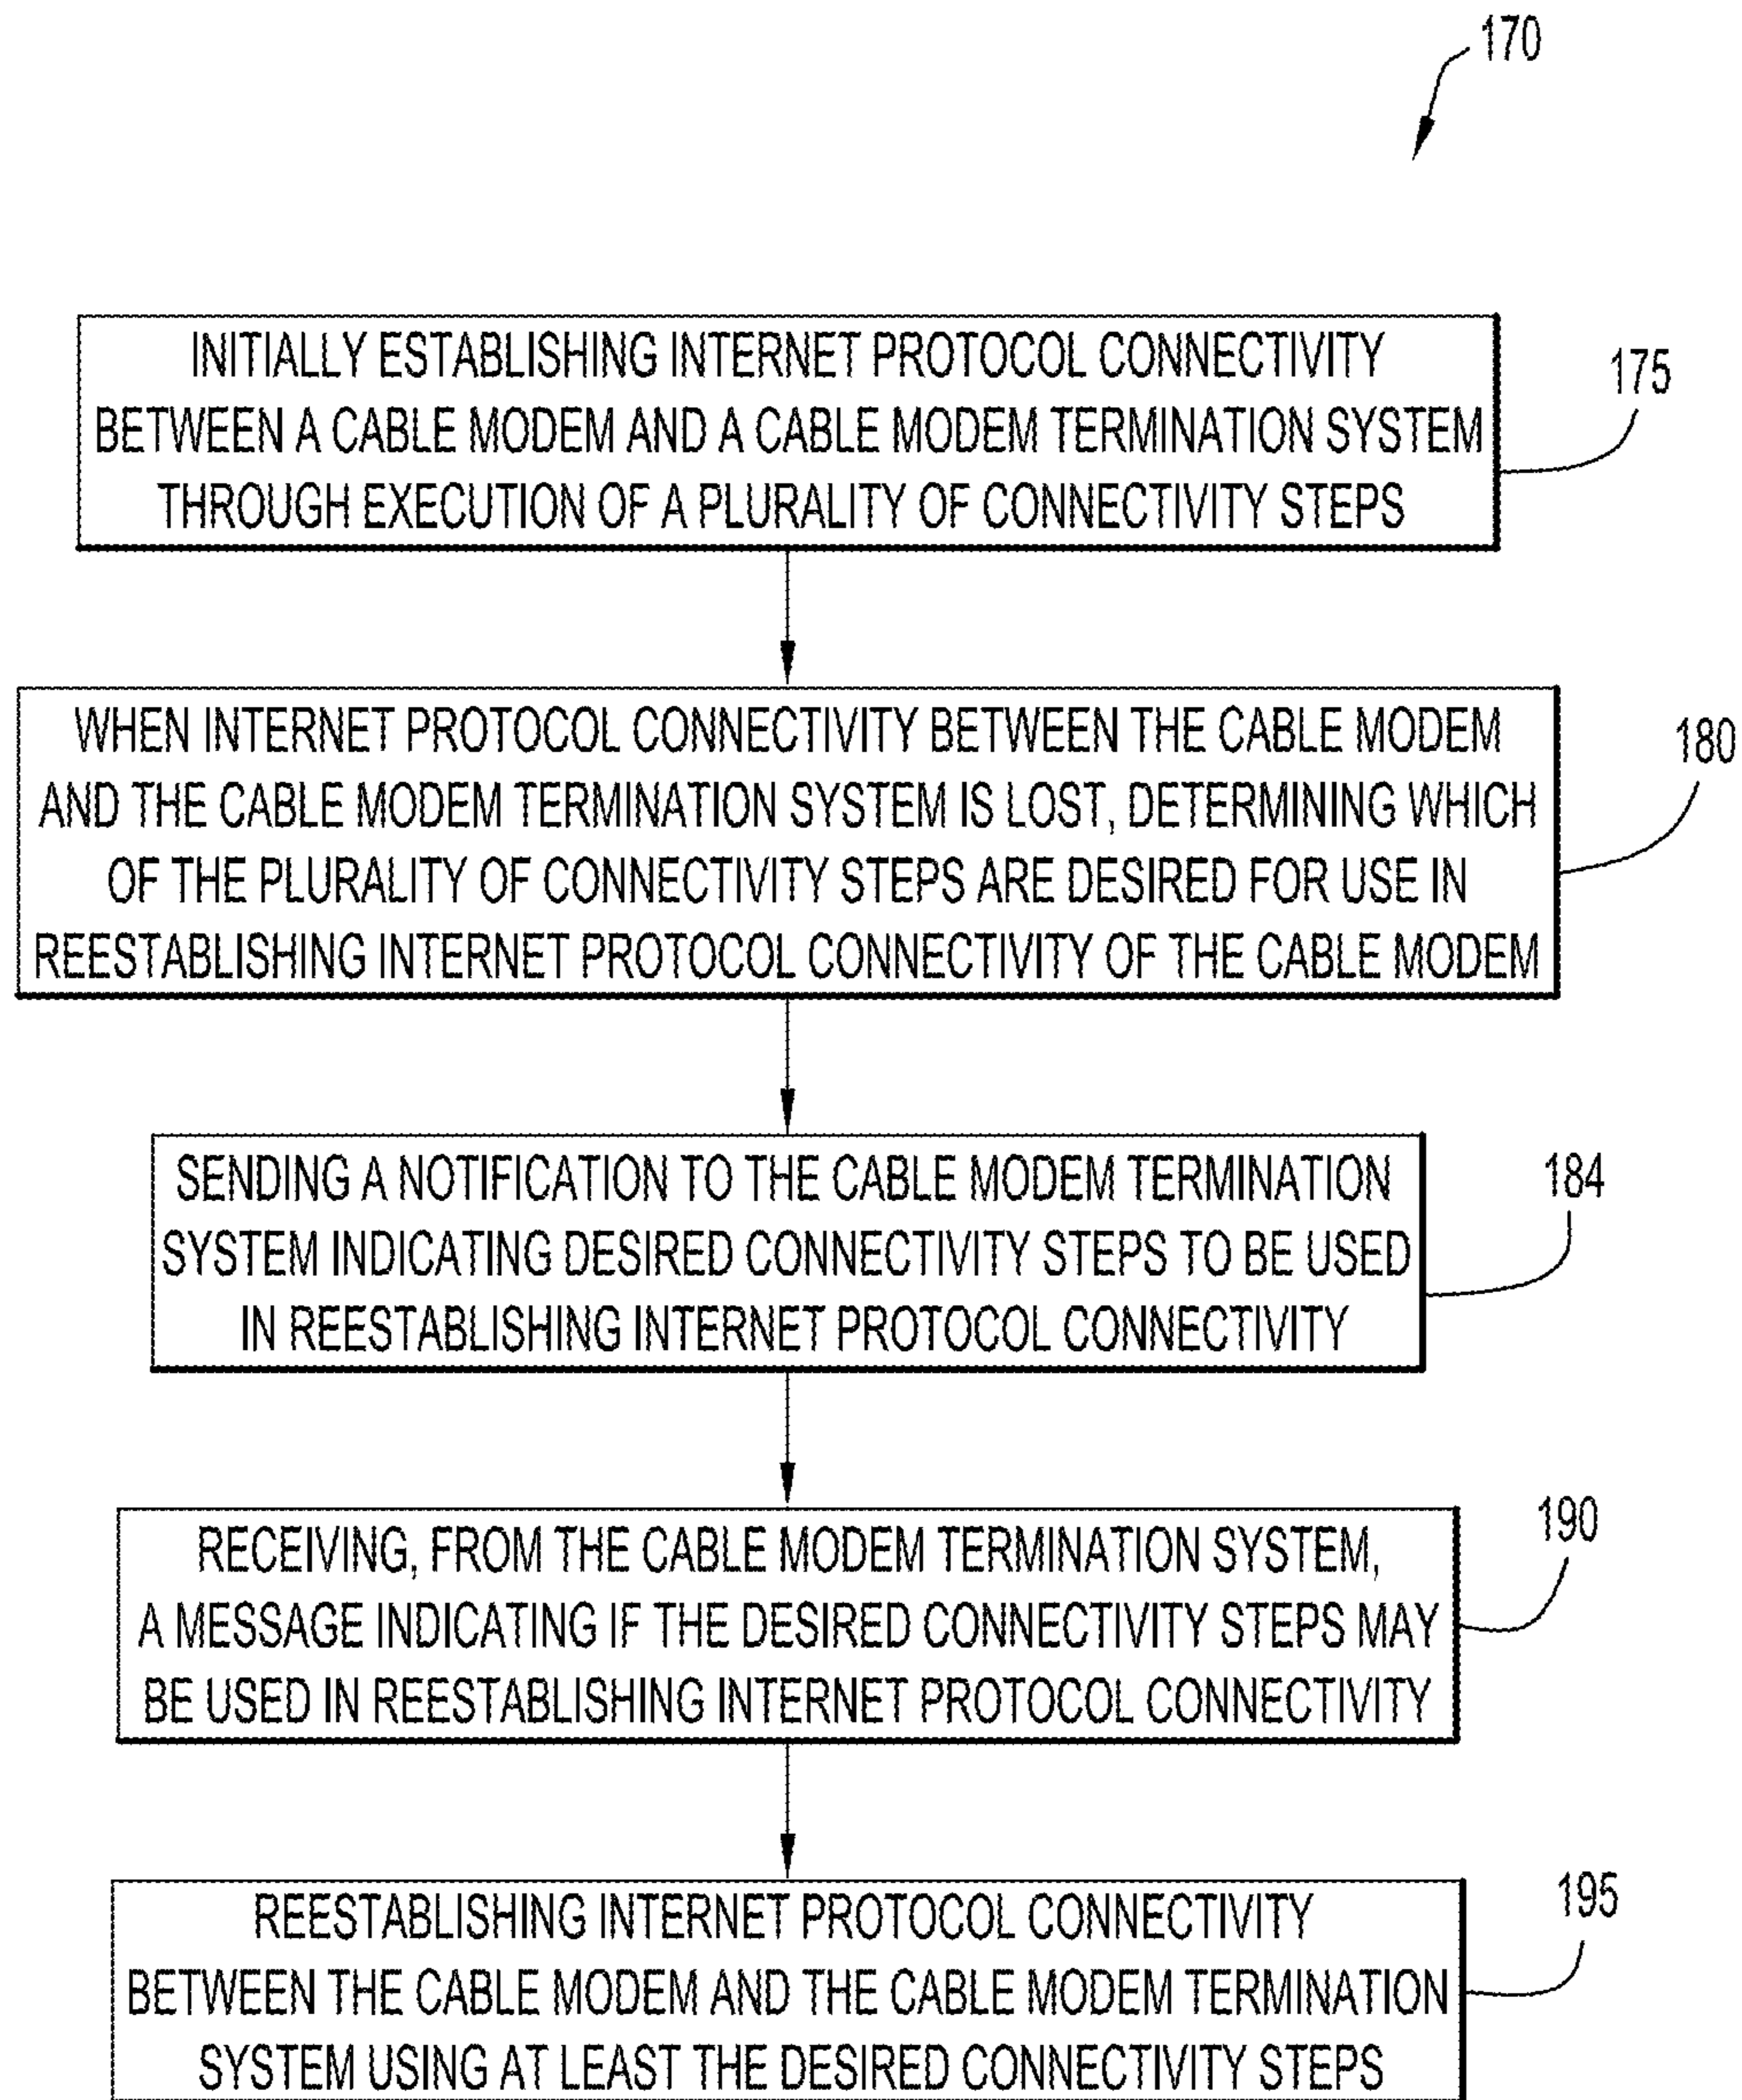 170
INITIALLY ESTABLISHING INTERNET PROTOCOL CONNECTIVITY
BETWEEN A CABLE MODEM AND A CABLE MODEM TERMINATION SYSTEM
THROUGH EXECUTION OF A PLURALITY OF CONNECTIVITY STEPS
175
WHEN INTERNET PROTOCOL CONNECTIVITY BETWEEN THE CABLE MODEM
AND THE CABLE MODEM TERMINATION SYSTEM IS LOST, DETERMINING WHICH
OF THE PLURALITY OF CONNECTIVITY STEPS ARE DESIRED FOR USE IN
REESTABLISHING INTERNET PROTOCOL CONNECTIVITY OF THE CABLE MODEM
180
SENDING A NOTIFICATION TO THE CABLE MODEM TERMINATION
SYSTEM INDICATING DESIRED CONNECTIVITY STEPS TO BE USED
IN REESTABLISHING INTERNET PROTOCOL CONNECTIVITY
184
RECEIVING, FROM THE CABLE MODEM TERMINATION SYSTEM,
A MESSAGE INDICATING IF THE DESIRED CONNECTIVITY STEPS MAY
BE USED IN REESTABLISHING INTERNET PROTOCOL CONNECTIVITY
190
REESTABLISHING INTERNET PROTOCOL CONNECTIVITY
BETWEEN THE CABLE MODEM AND THE CABLE MODEM TERMINATION
SYSTEM USING AT LEAST THE DESIRED CONNECTIVITY STEPS
195